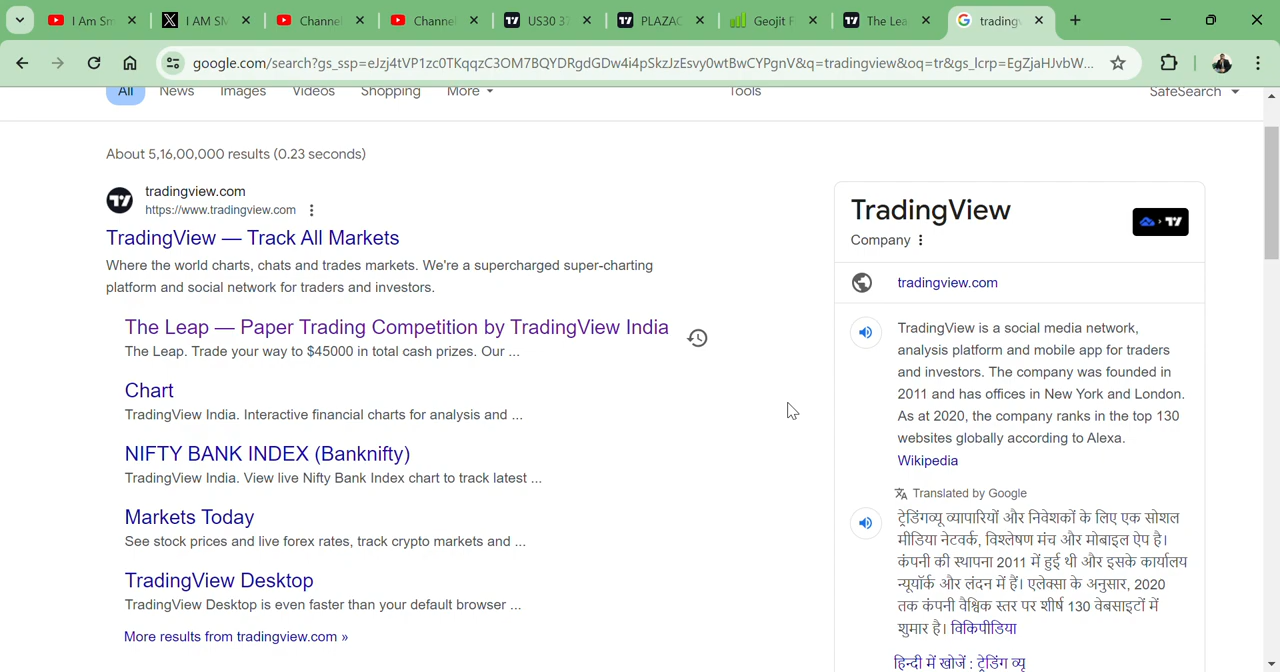 I Am Sm
I AM SM
Channel
Channel
US30 3
PLAZAC
Geojit F
The Lea
trading
google.com/search?gs_ssp=eJzj4tVP1zc0TKqqzC3OM7BQYDRgdGDw4i4pSkzJzEsvy0wtBwCYPgnV&q=tradingview&oq=tr&gs_lcrp=EgZjaHJvbW...
All News Images Videos Shopping More Tools SafeSearch
About 5,16,00,000 results (0.23 seconds)
tradingview.com
https://www.tradingview.com
TradingView — Track All Markets
Where the world charts, chats and trades markets. We're a supercharged super-charting
platform and social network for traders and investors.
The Leap — Paper Trading Competition by TradingView India
The Leap. Trade your way to $45000 in total cash prizes. Our ...
Chart
TradingView India. Interactive financial charts for analysis and ...
NIFTY BANK INDEX (Banknifty)
TradingView India. View live Nifty Bank Index chart to track latest ...
Markets Today
See stock prices and live forex rates, track crypto markets and ...
TradingView Desktop
TradingView Desktop is even faster than your default browser ...
More results from tradingview.com »
TradingView
Company
tradingview.com
TradingView is a social media network,
analysis platform and mobile app for traders
and investors. The company was founded in
2011 and has offices in New York and London.
As at 2020, the company ranks in the top 130
websites globally according to Alexa.
Wikipedia
Translated by Google
ट्रेडिंगव्यू व्यापारियों और निवेशकों के लिए एक सोशल
मीडिया नेटवर्क, विश्लेषण मंच और मोबाइल ऐप है।
कंपनी की स्थापना 2011 में हुई थी और इसके कार्यालय
न्यूयॉर्क और लंदन में हैं। एलेक्सा के अनुसार, 2020
तक कंपनी वैश्विक स्तर पर शीर्ष 130 वेबसाइटों में
शुमार है। विकिपीडिया
हिन्दी में खोजें : ट्रेडिंग व्यू